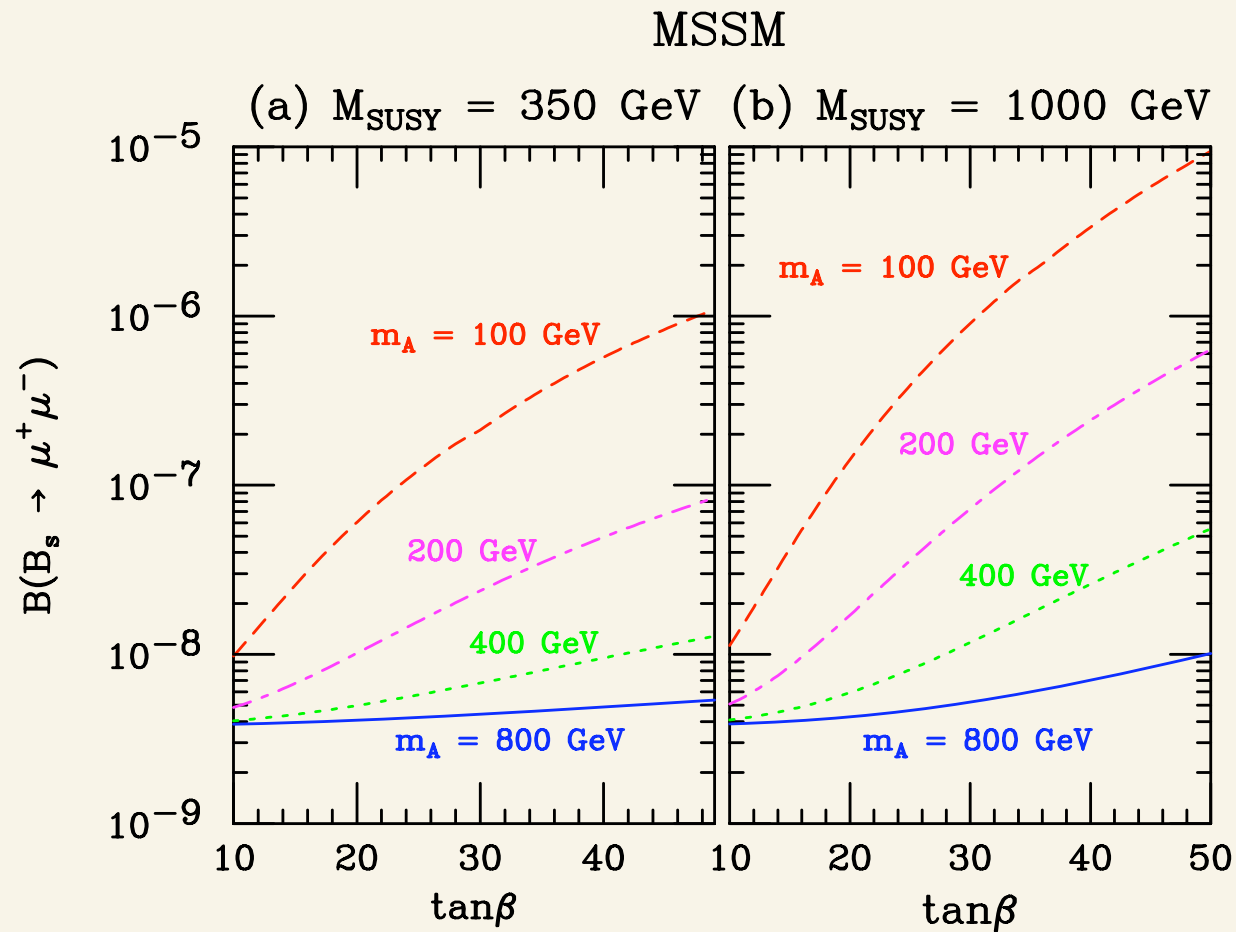 MSSM
(a) M_SUSY = 350 GeV
(b) M_SUSY = 1000 GeV
10^-5
10^-6
10^-7
10^-8
10^-9
B(B_s → μ^+μ^-)
m_A = 100 GeV
200 GeV
400 GeV
m_A = 800 GeV
10 20 30 40
tanβ
m_A = 100 GeV
200 GeV
400 GeV
m_A = 800 GeV
10 20 30 40 50
tanβ